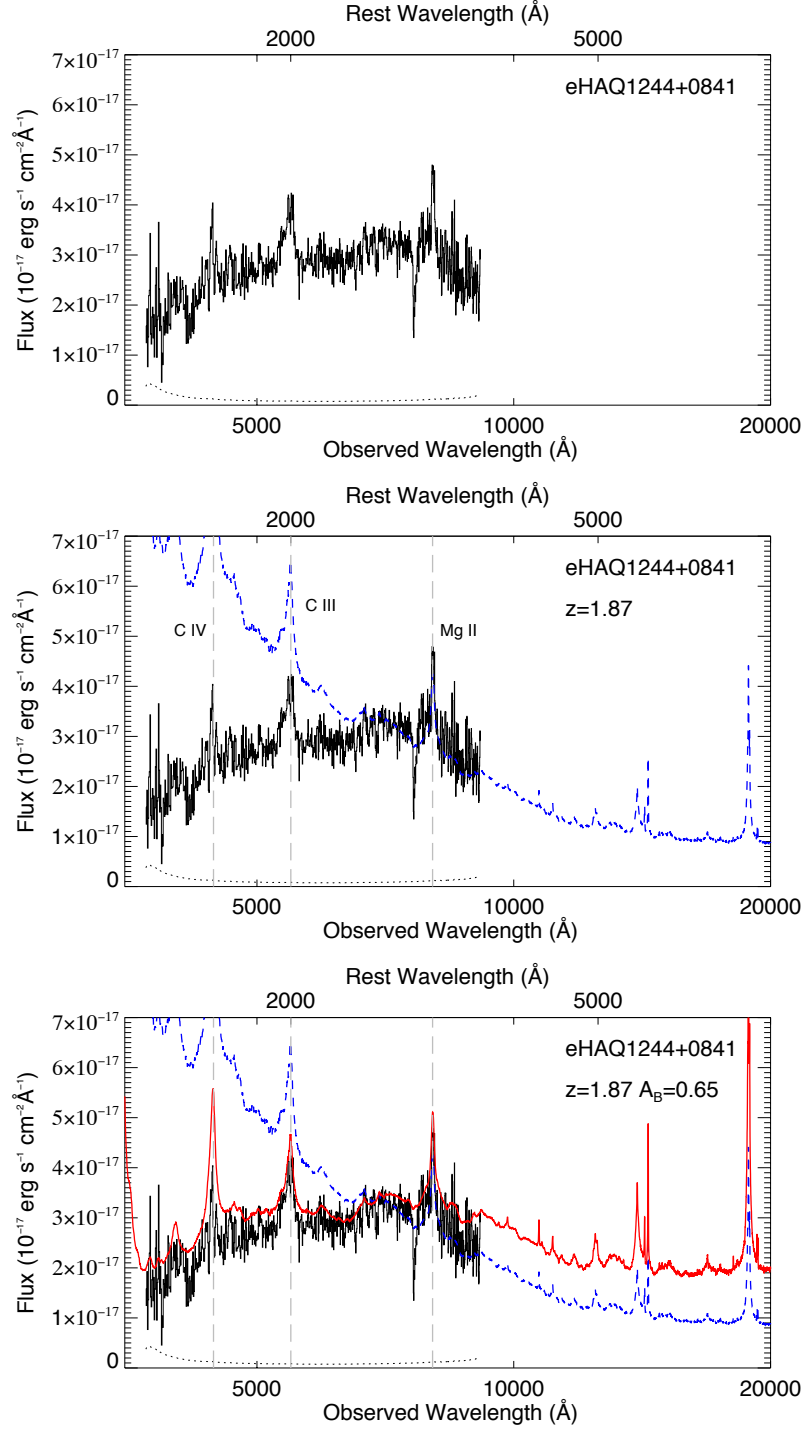 Rest Wavelength (Å)
2000 5000
7×10⁻¹⁷
6×10⁻¹⁷
5×10⁻¹⁷
4×10⁻¹⁷
3×10⁻¹⁷
2×10⁻¹⁷
1×10⁻¹⁷
0
Flux (10⁻¹⁷ erg s⁻¹ cm⁻²Å⁻¹)
eHAQ1244+0841
5000 10000 20000
Observed Wavelength (Å)
Rest Wavelength (Å)
2000 5000
7×10⁻¹⁷
6×10⁻¹⁷
5×10⁻¹⁷
4×10⁻¹⁷
3×10⁻¹⁷
2×10⁻¹⁷
1×10⁻¹⁷
0
Flux (10⁻¹⁷ erg s⁻¹ cm⁻²Å⁻¹)
eHAQ1244+0841
z=1.87
C IV
C III
Mg II
5000 10000 20000
Observed Wavelength (Å)
Rest Wavelength (Å)
2000 5000
7×10⁻¹⁷
6×10⁻¹⁷
5×10⁻¹⁷
4×10⁻¹⁷
3×10⁻¹⁷
2×10⁻¹⁷
1×10⁻¹⁷
0
Flux (10⁻¹⁷ erg s⁻¹ cm⁻²Å⁻¹)
eHAQ1244+0841
z=1.87 A_B=0.65
5000 10000 20000
Observed Wavelength (Å)